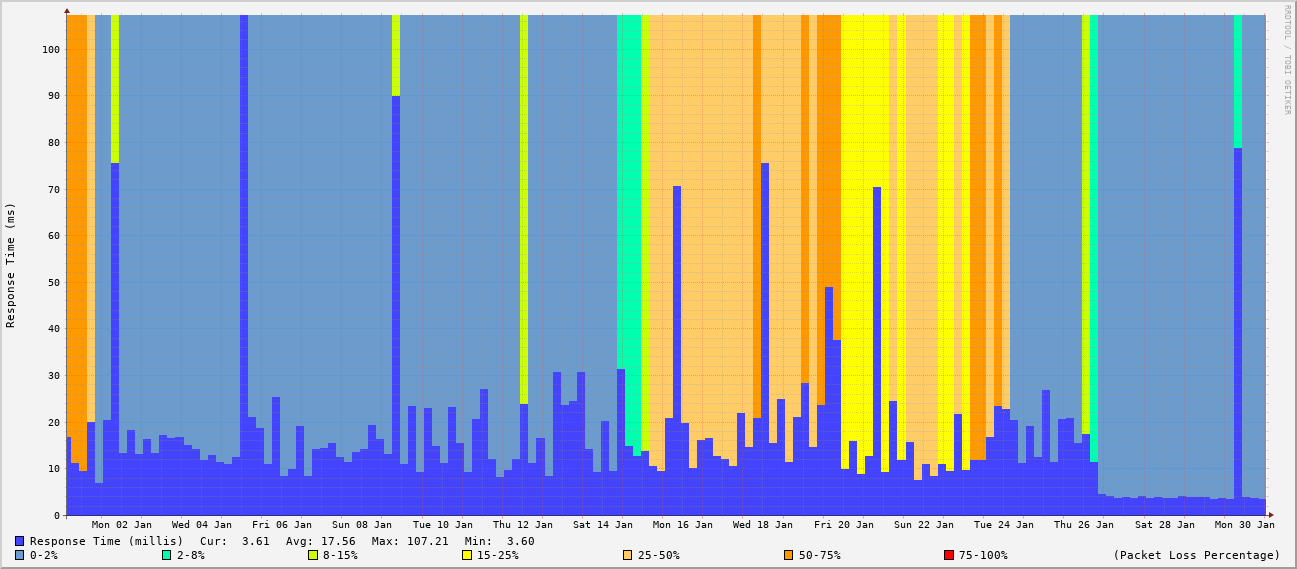 RRDTOOL / TOBI OETIKER
Response Time (ms)
100
90
80
70
60
50
40
30
20
10
0
Mon 02 Jan Wed 04 Jan Fri 06 Jan Sun 08 Jan Tue 10 Jan Thu 12 Jan Sat 14 Jan Mon 16 Jan Wed 18 Jan Fri 20 Jan Sun 22 Jan Tue 24 Jan Thu 26 Jan Sat 28 Jan Mon 30 Jan
Response Time (millis) Cur: 3.61 Avg: 17.56 Max: 107.21 Min: 3.60
0-2% 2-8% 8-15% 15-25% 25-50% 50-75% 75-100% (Packet Loss Percentage)